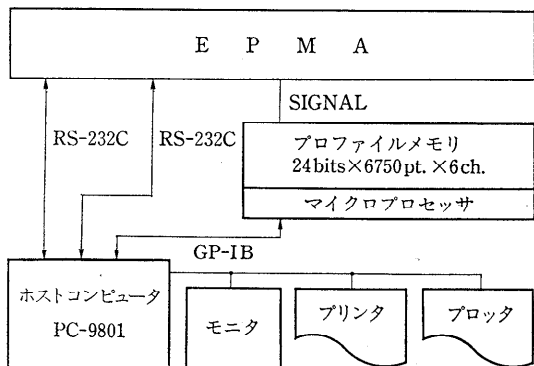 E P M A
SIGNAL
RS-232C
RS-232C
プロファイルメモリ
24bits×6750pt.×6ch.
マイクロプロセッサ
GP-IB
ホストコンピュータ
PC-9801
モニタ
プリンタ
プロッタ